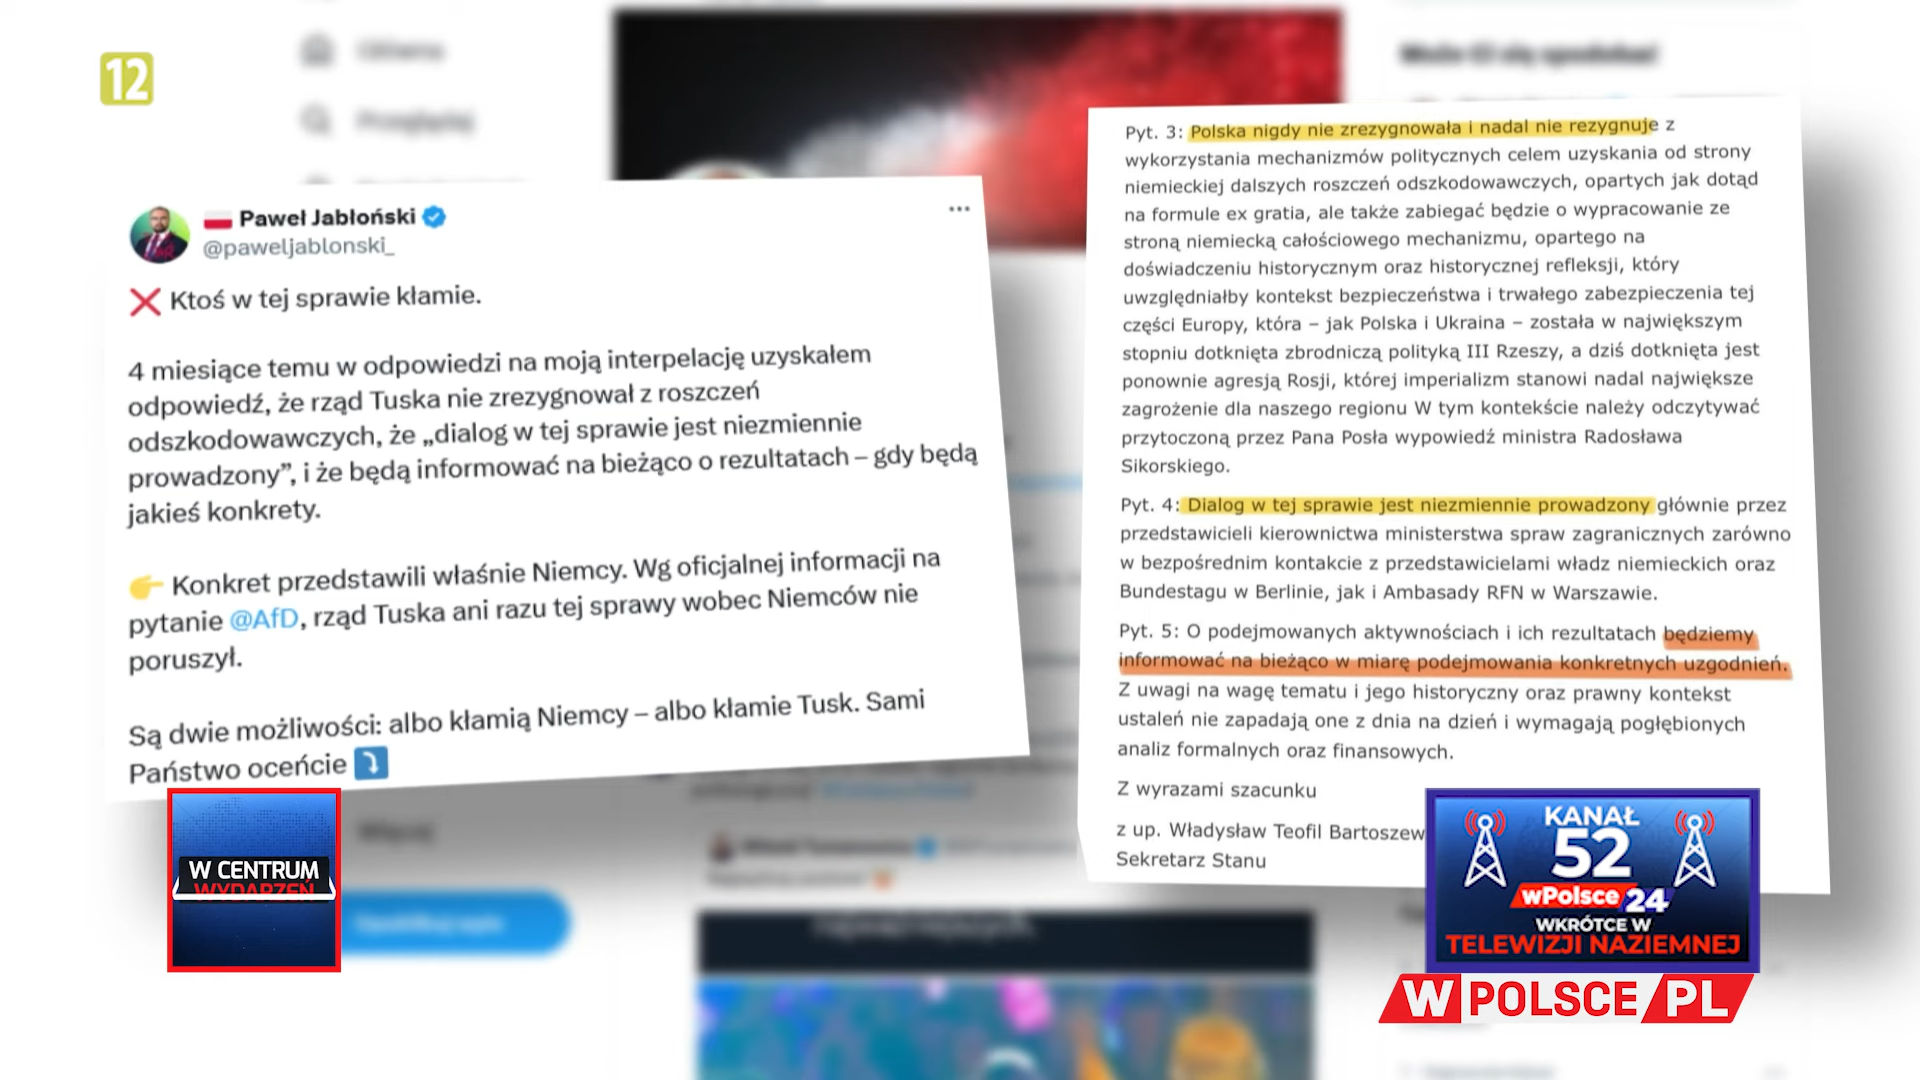 12
Główna
Przeglądaj
Może Ci się spodobać
Paweł Jabłoński
@paweljablonski_
Ktoś w tej sprawie kłamie.
4 miesiące temu w odpowiedzi na moją interpelację uzyskałem
odpowiedź, że rząd Tuska nie zrezygnował z roszczeń
odszkodowawczych, że „dialog w tej sprawie jest niezmiennie
prowadzony”, i że będą informować na bieżąco o rezultatach – gdy będą
jakieś konkrety.
Konkret przedstawili właśnie Niemcy. Wg oficjalnej informacji na
pytanie @AfD, rząd Tuska ani razu tej sprawy wobec Niemców nie
poruszył.
Są dwie możliwości: albo kłamią Niemcy – albo kłamie Tusk. Sami
Państwo oceńcie
Pyt. 3: Polska nigdy nie zrezygnowała i nadal nie rezygnuje z
wykorzystania mechanizmów politycznych celem uzyskania od strony
niemieckiej dalszych roszczeń odszkodowawczych, opartych jak dotąd
na formule ex gratia, ale także zabiegać będzie o wypracowanie ze
stroną niemiecką całościowego mechanizmu, opartego na
doświadczeniu historycznym oraz historycznej refleksji, który
uwzględniałby kontekst bezpieczeństwa i trwałego zabezpieczenia tej
części Europy, która – jak Polska i Ukraina – została w największym
stopniu dotknięta zbrodniczą polityką III Rzeszy, a dziś dotknięta jest
ponownie agresją Rosji, której imperializm stanowi nadal największe
zagrożenie dla naszego regionu W tym kontekście należy odczytywać
przytoczoną przez Pana Posła wypowiedź ministra Radosława
Sikorskiego.
Pyt. 4: Dialog w tej sprawie jest niezmiennie prowadzony głównie przez
przedstawicieli kierownictwa ministerstwa spraw zagranicznych zarówno
w bezpośrednim kontakcie z przedstawicielami władz niemieckich oraz
Bundestagu w Berlinie, jak i Ambasady RFN w Warszawie.
Pyt. 5: O podejmowanych aktywnościach i ich rezultatach będziemy
informować na bieżąco w miarę podejmowania konkretnych uzgodnień.
Z uwagi na wagę tematu i jego historyczny oraz prawny kontekst
ustaleń nie zapadają one z dnia na dzień i wymagają pogłębionych
analiz formalnych oraz finansowych.
Z wyrazami szacunku
z up. Władysław Teofil Bartoszew
Sekretarz Stanu
Więcej
W CENTRUM
WYDARZEŃ
KANAŁ
52
wPolsce 24
WKRÓTCE W
TELEWIZJI NAZIEMNEJ
W POLSCE PL